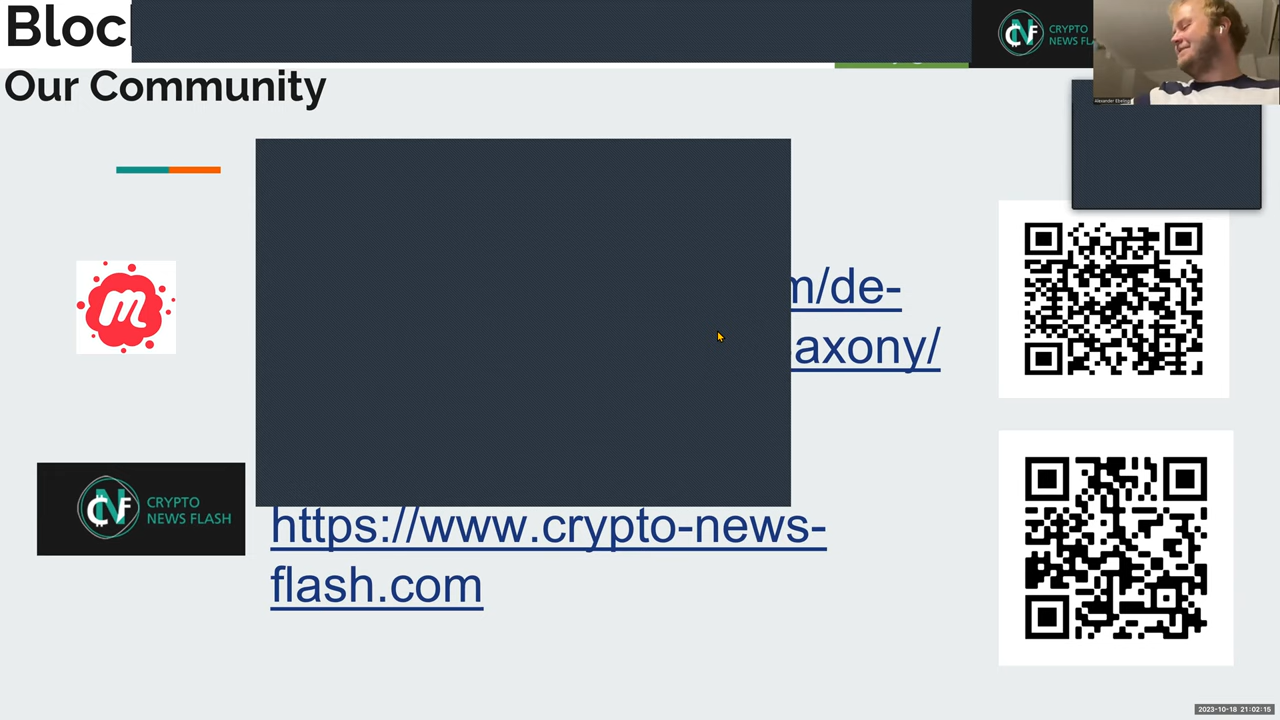 Bloc
CRYPTO
NEWS FL
Our Community
m/de-
axony/
m
CRYPTO
NEWS FLASH
https://www.crypto-news-
flash.com
2023-10-18 21:02:15